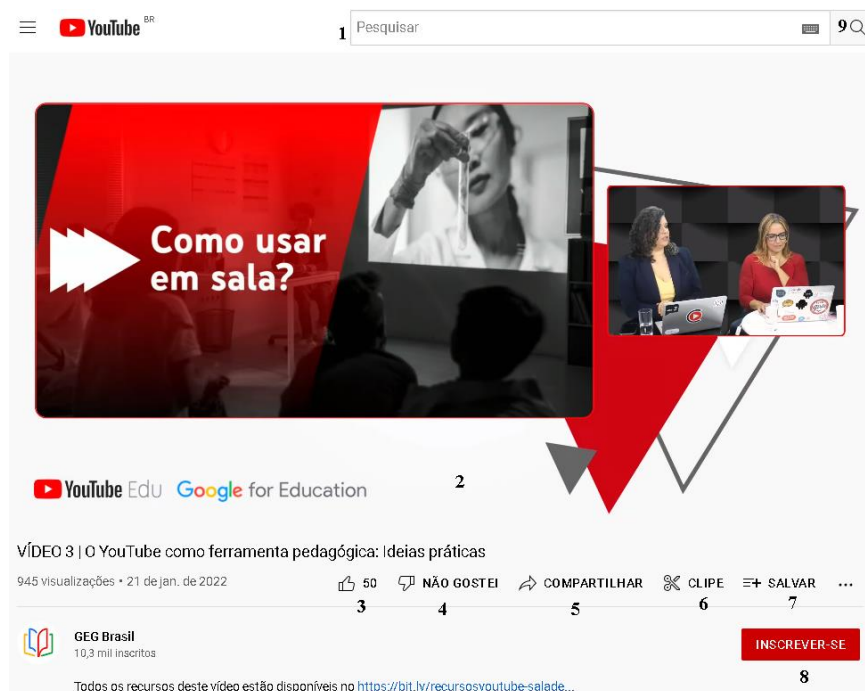 YouTube BR
1 Pesquisar 9
Como usar
em sala?
YouTube Edu Google for Education 2
VÍDEO 3 | O YouTube como ferramenta pedagógica: Ideias práticas
945 visualizações • 21 de jan. de 2022 50 NÃO GOSTEI COMPARTILHAR CLIPE SALVAR ...
3 4 5 6 7
GEG Brasil INSCREVER-SE
10,3 mil inscritos
8
Todos os recursos deste vídeo estão disponíveis no https://bit.ly/recursosyoutube-salade...